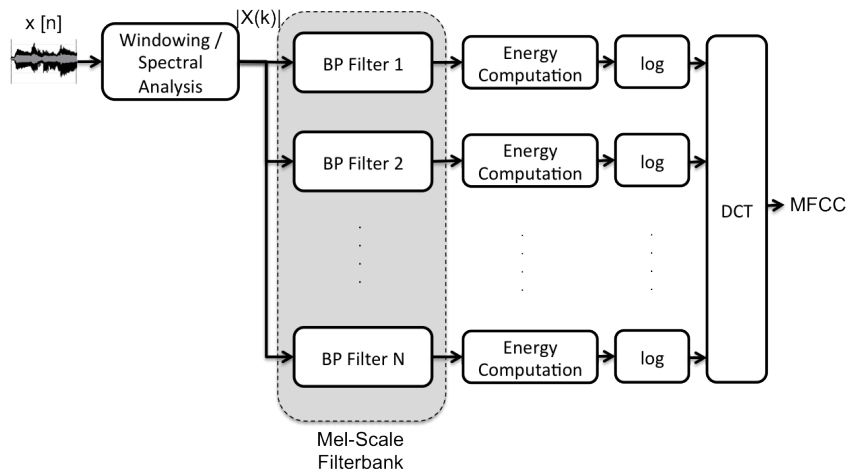 x [n]
Windowing /
Spectral
Analysis
|X(k)|
BP Filter 1
Energy
Computation
log
BP Filter 2
Energy
Computation
log
DCT
MFCC
BP Filter N
Energy
Computation
log
Mel-Scale
Filterbank